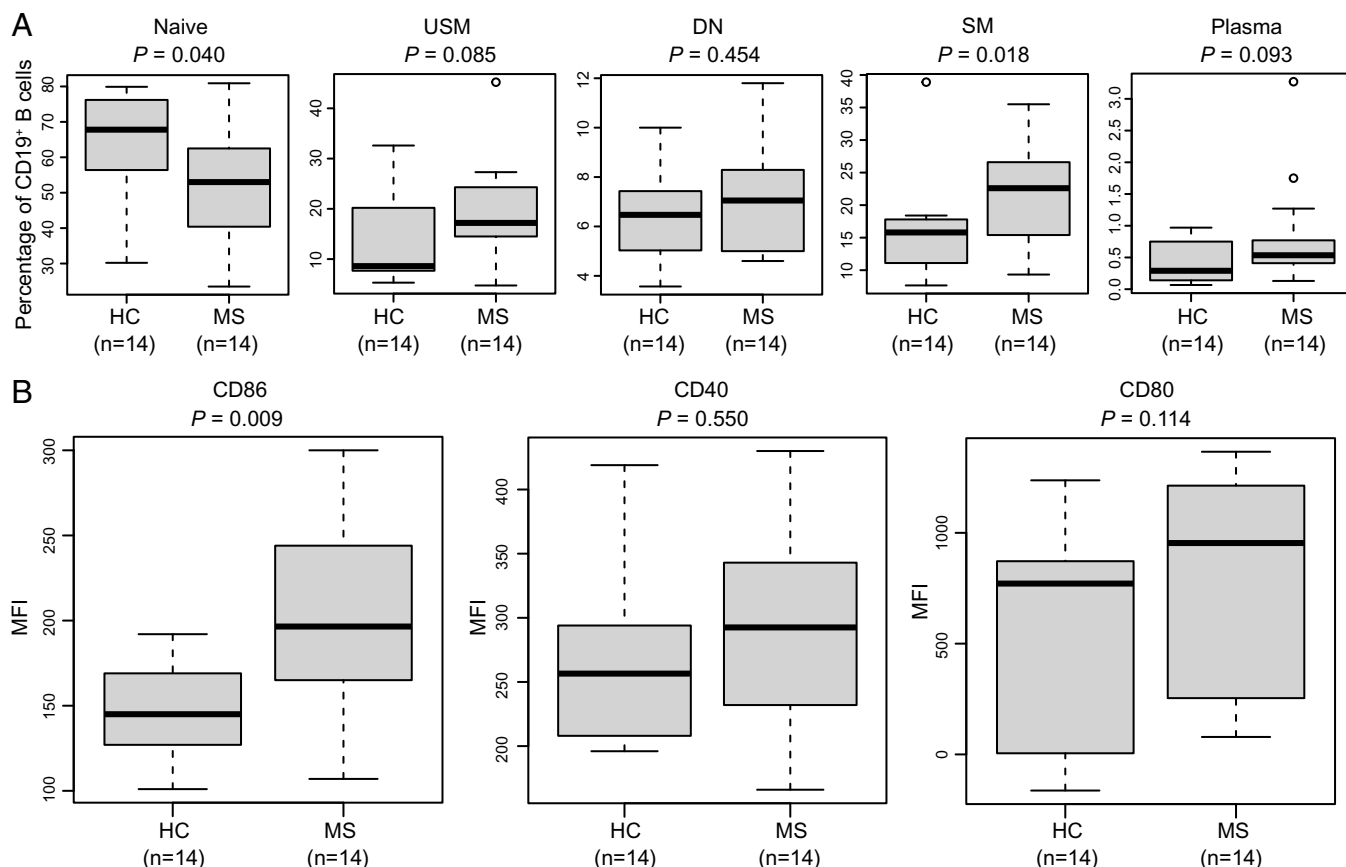 A
Naive
P = 0.040
USM
P = 0.085
DN
P = 0.454
SM
P = 0.018
Plasma
P = 0.093
Percentage of CD19⁺ B cells
80
70
60
50
40
30
40
30
20
10
12
10
8
6
4
40
35
30
25
20
15
10
3.0
2.5
2.0
1.5
1.0
0.5
0.0
HC MS
(n=14) (n=14)
HC MS
(n=14) (n=14)
HC MS
(n=14) (n=14)
HC MS
(n=14) (n=14)
HC MS
(n=14) (n=14)
B
CD86
P = 0.009
MFI
300
250
200
150
100
HC MS
(n=14) (n=14)
CD40
P = 0.550
MFI
400
350
300
250
200
HC MS
(n=14) (n=14)
CD80
P = 0.114
MFI
1000
500
0
HC MS
(n=14) (n=14)